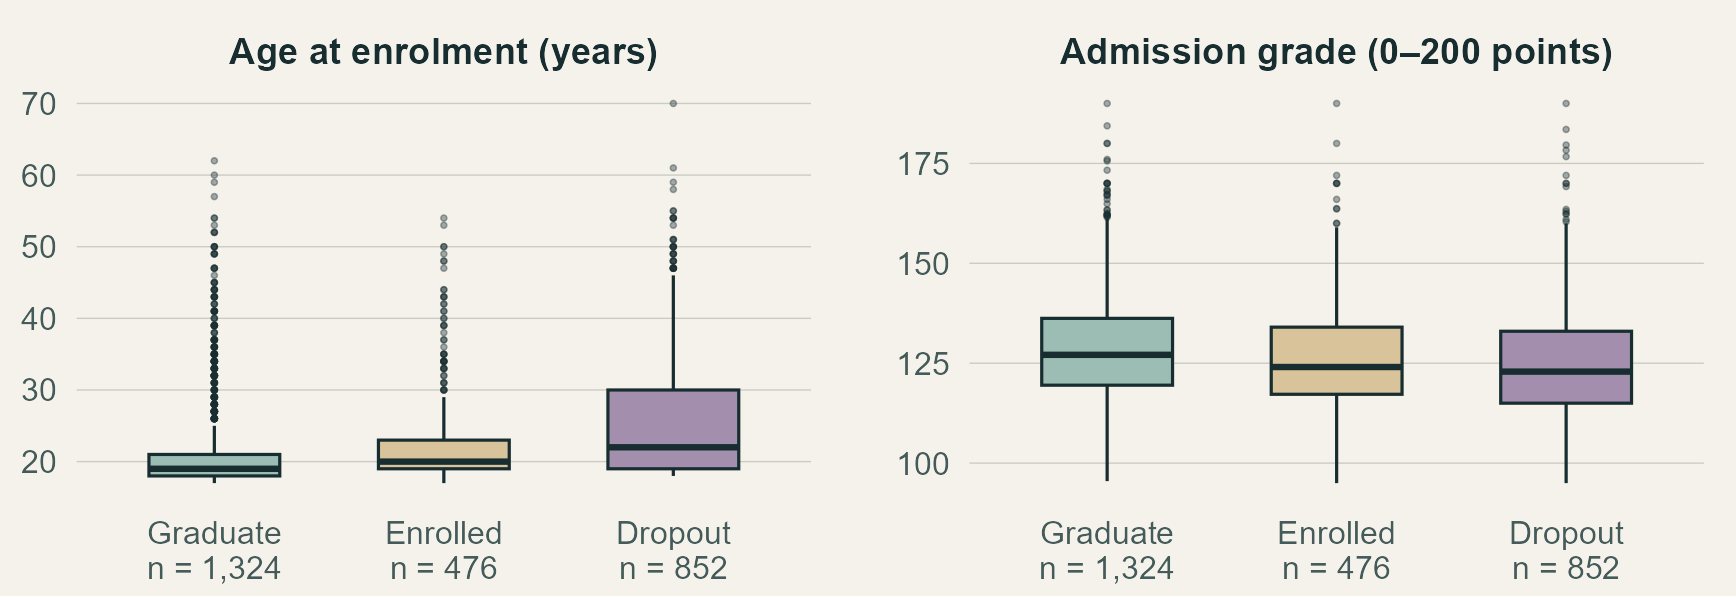 Age at enrolment (years)
70
60
50
40
30
20
Graduate
n = 1,324
Enrolled
n = 476
Dropout
n = 852
Admission grade (0–200 points)
175
150
125
100
Graduate
n = 1,324
Enrolled
n = 476
Dropout
n = 852